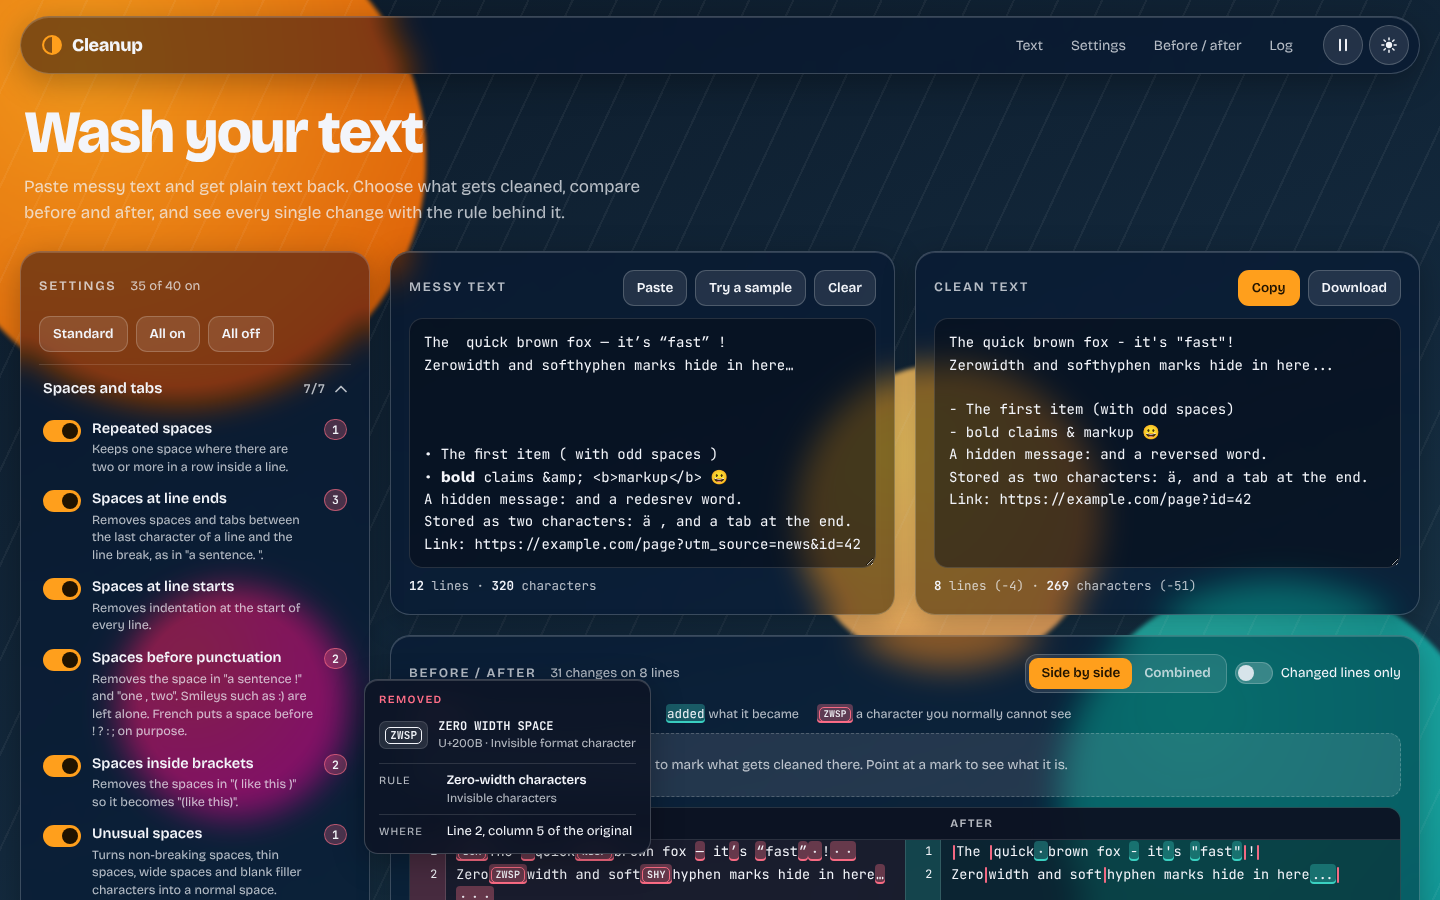 Cleanup
Text
Settings
Before / after
Log
Wash your text
Paste messy text and get plain text back. Choose what gets cleaned, compare
before and after, and see every single change with the rule behind it.
SETTINGS 35 of 40 on
Standard
All on
All off
Spaces and tabs 7/7
Repeated spaces 1
Keeps one space where there are
two or more in a row inside a line.
Spaces at line ends 3
Removes spaces and tabs between
the last character of a line and the
line break, as in "a sentence. ".
Spaces at line starts
Removes indentation at the start of
every line.
Spaces before punctuation 2
Removes the space in "a sentence !"
and "one , two". Smileys such as :) are
left alone. French puts a space before
! ? : ; on purpose.
Spaces inside brackets 2
Removes the spaces in "( like this )"
so it becomes "(like this)".
Unusual spaces 1
Turns non-breaking spaces, thin
spaces, wide spaces and blank filler
characters into a normal space.
MESSY TEXT
Paste
Try a sample
Clear
The  quick brown fox — it’s “fast” !
Zerowidth and softhyphen marks hide in here…
• The first item ( with odd spaces )
• bold claims &amp; <b>markup</b> 😀
A hidden message: and a redesrev word.
Stored as two characters: ä , and a tab at the end.
Link: https://example.com/page?utm_source=news&id=42
12 lines · 320 characters
CLEAN TEXT
Copy
Download
The quick brown fox - it's "fast"!
Zerowidth and softhyphen marks hide in here...
- The first item (with odd spaces)
- bold claims & markup 😀
A hidden message: and a reversed word.
Stored as two characters: ä, and a tab at the end.
Link: https://example.com/page?id=42
8 lines (-4) · 269 characters (-51)
BEFORE / AFTER 31 changes on 8 lines
Side by side
Combined
Changed lines only
added what it became ZWSP a character you normally cannot see
to mark what gets cleaned there. Point at a mark to see what it is.
REMOVED
ZWSP ZERO WIDTH SPACE
U+200B · Invisible format character
RULE Zero-width characters
Invisible characters
WHERE Line 2, column 5 of the original
AFTER
quick brown fox — it’s “fast”·!··
2 Zero ZWSP width and soft SHY hyphen marks hide in here…
····
1 The quick·brown fox - it's "fast"!
2 Zerowidth and softhyphen marks hide in here...